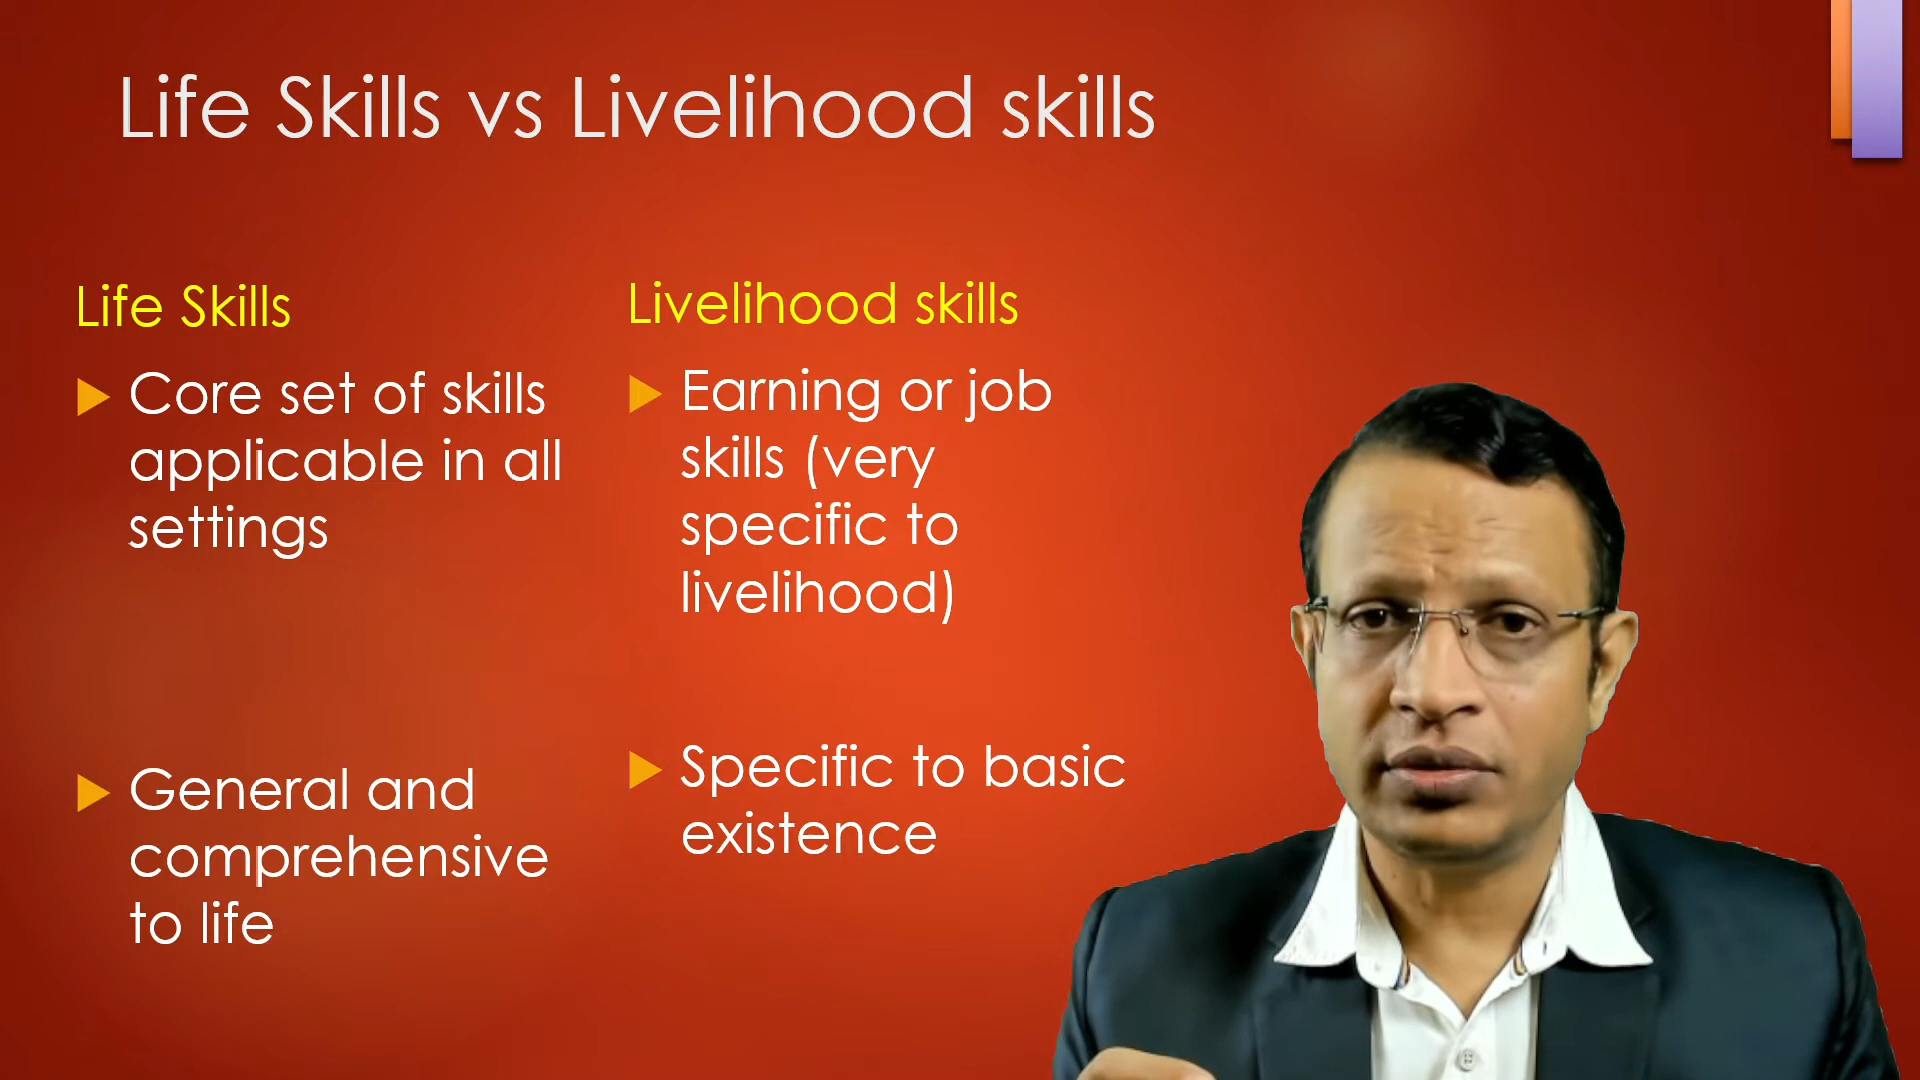 Life Skills vs Livelihood skills
Life Skills
Core set of skills
applicable in all
settings
General and
comprehensive
to life
Livelihood skills
Earning or job
skills (very
specific to
livelihood)
Specific to basic
existence